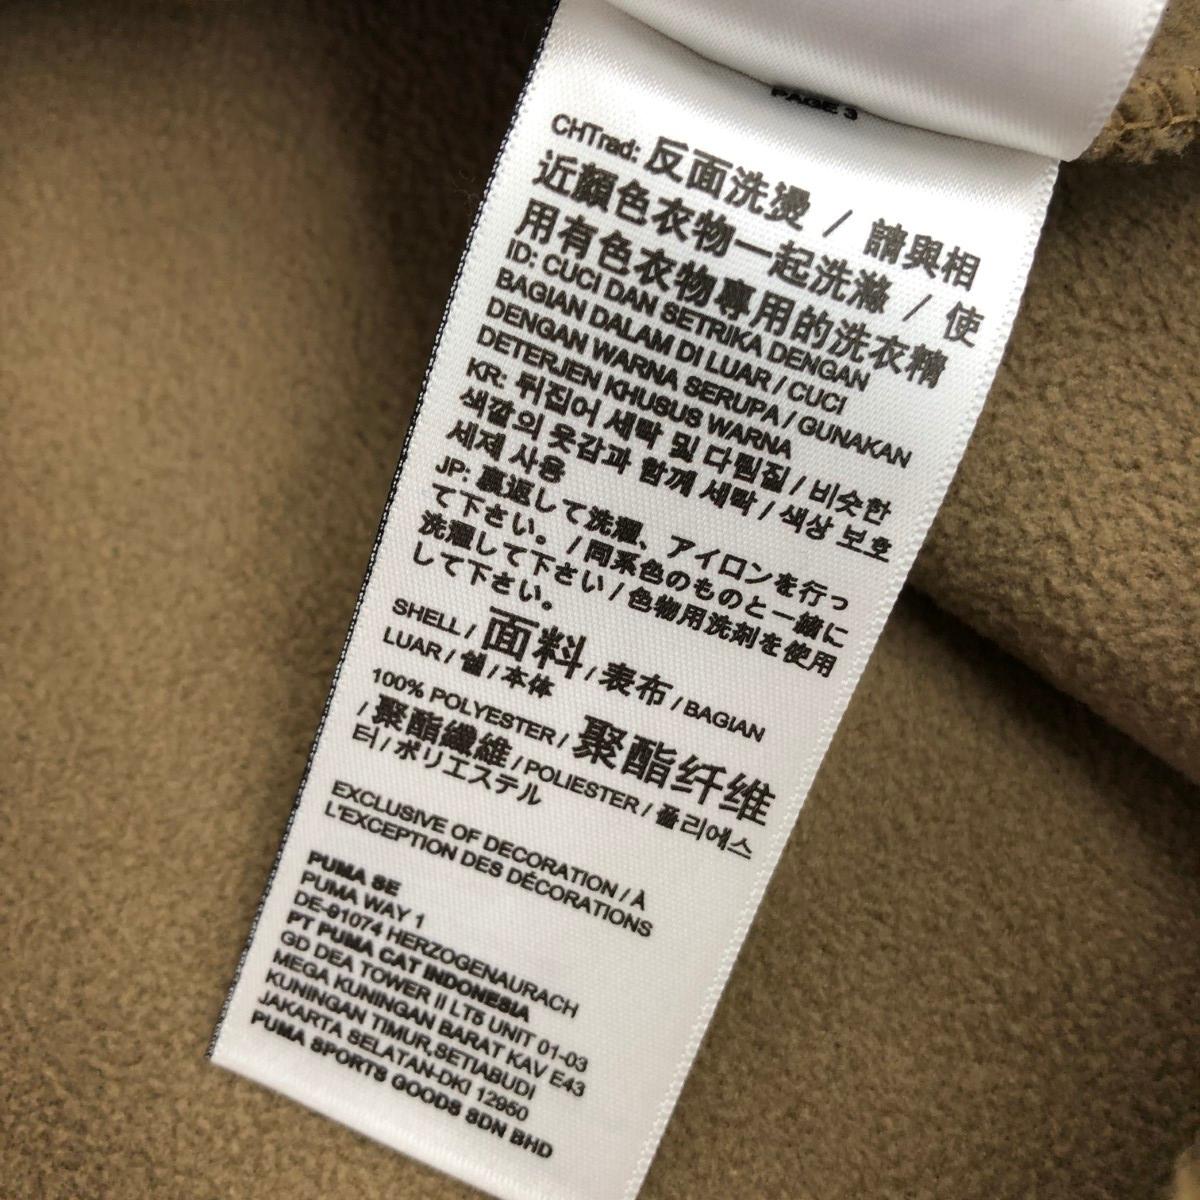 PAGE 3
CHTrad: 反面洗燙 / 請與相
近顏色衣物一起洗滌 / 使
用有色衣物專用的洗衣精
ID: CUCI DAN SETRIKA DENGAN
BAGIAN DALAM DI LUAR / CUCI
DENGAN WARNA SERUPA / GUNAKAN
DETERJEN KHUSUS WARNA
KR: 뒤집어 세탁 및 다림질 / 비슷한
색깔의 옷감과 함께 세탁 / 색상 보호
세제 사용
JP: 裏返して洗濯、アイロンを行っ
て下さい。 / 同系色のものと一緒に
洗濯して下さい / 色物用洗剤を使用
して下さい。
SHELL / 面料 / 表布 / BAGIAN
LUAR / 쉘 / 本体
100% POLYESTER / 聚酯纤维
/ 聚酯纖維 / POLIESTER / 폴리에스
터 / ポリエステル
EXCLUSIVE OF DECORATION / À
L'EXCEPTION DES DÉCORATIONS
PUMA SE
PUMA WAY 1
DE-91074 HERZOGENAURACH
PT PUMA CAT INDONESIA
GD DEA TOWER II LT5 UNIT 01-03
MEGA KUNINGAN BARAT KAV E43
KUNINGAN TIMUR,SETIABUDI
JAKARTA SELATAN-DKI 12950
PUMA SPORTS GOODS SDN BHD